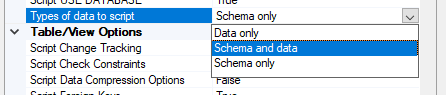 Script USE DATABASE True
Types of data to script Schema only
Data only
Table/View Options
Schema and data
Script Change Tracking
Schema only
Script Check Constraints
Script Data Compression Options False
Script Foreign Keys True